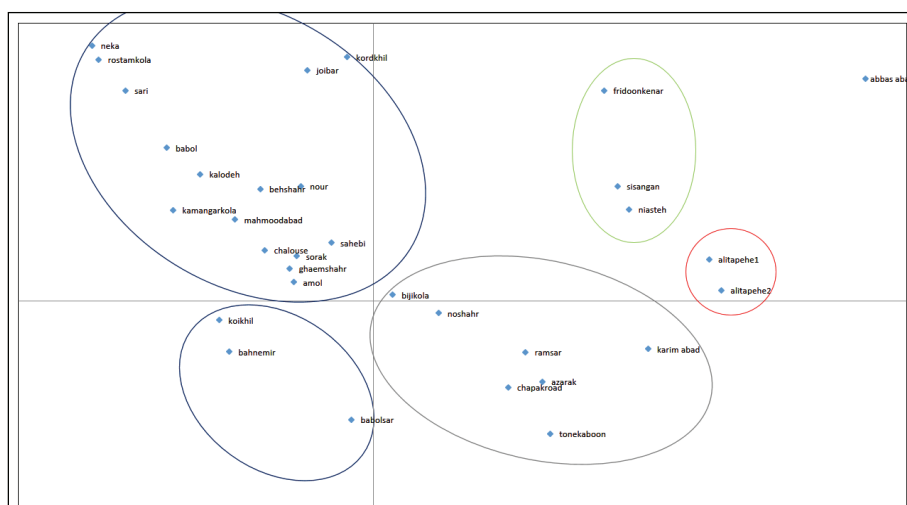 neka
kordkhil
rostamkola
joibar
abbas aba
sari
fridoonkenar
babol
kalodeh
behshahr
nour
sisangan
kamangarkola
niasteh
mahmoodabad
sahebi
chalouse
sorak
alitapehe1
ghaemshahr
amol
alitapehe2
bijikola
noshahr
koikhil
bahnemir
ramsar
karim abad
azarak
chapakroad
babolsar
tonekaboon